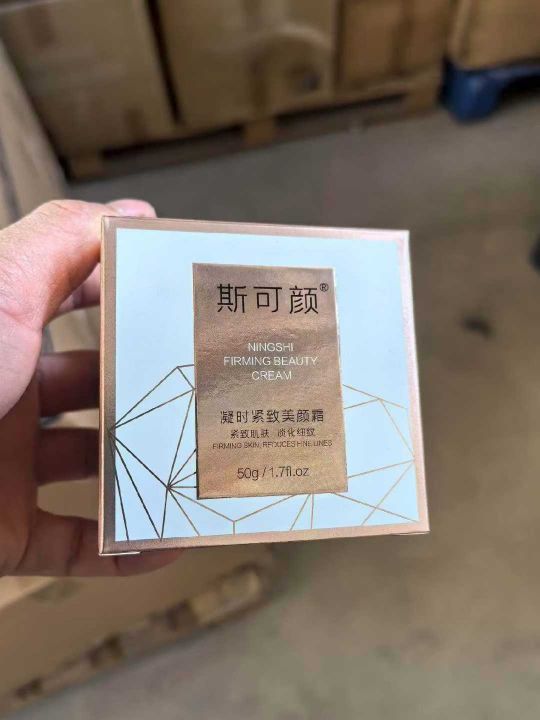 斯可颜®
NINGSHI
FIRMING BEAUTY
CREAM
凝时紧致美颜霜
紧致肌肤 淡化细纹
FIRMING SKIN, REDUCES FINE LINES
50g / 1.7fl.oz